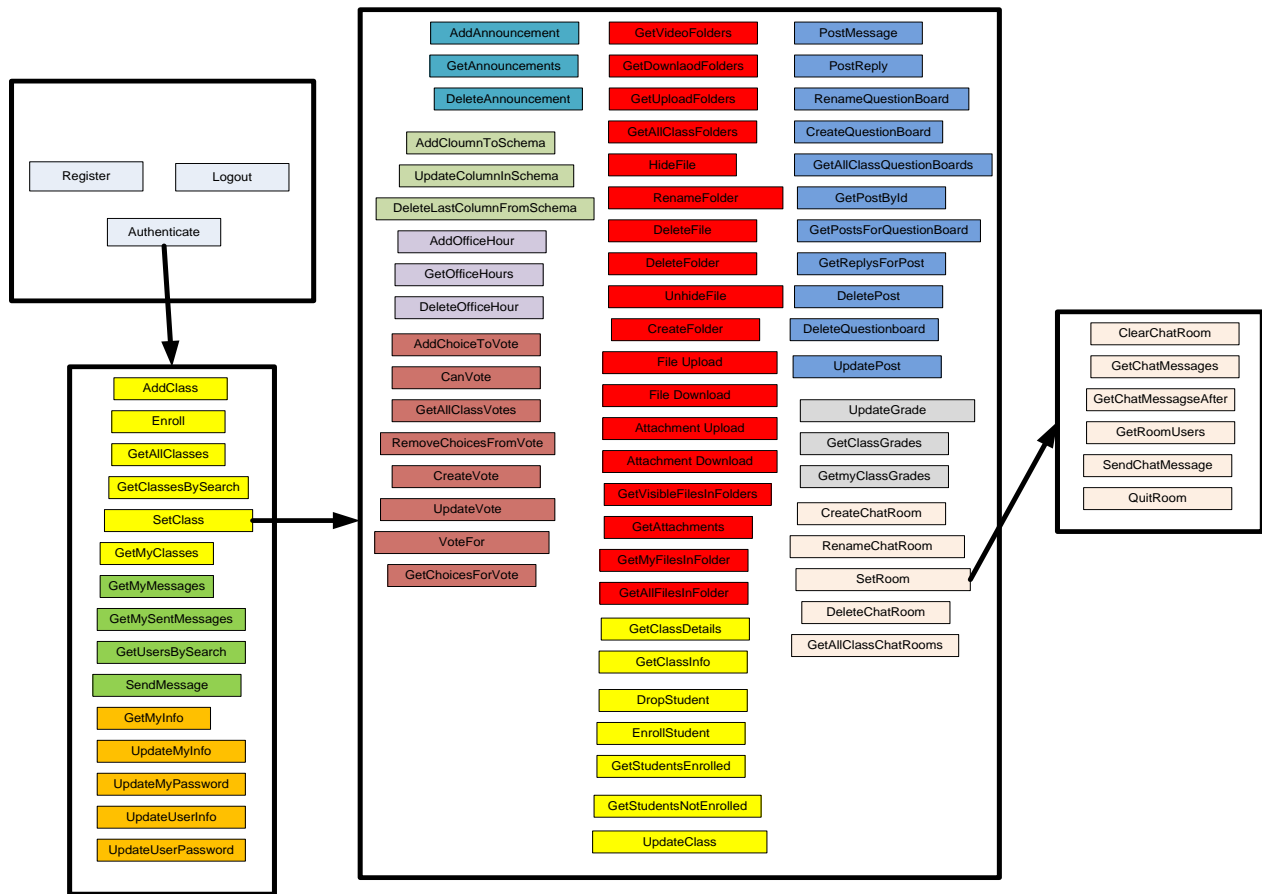 Register
Logout
Authenticate
AddClass
Enroll
GetAllClasses
GetClassesBySearch
SetClass
GetMyClasses
GetMyMessages
GetMySentMessages
GetUsersBySearch
SendMessage
GetMyInfo
UpdateMyInfo
UpdateMyPassword
UpdateUserInfo
UpdateUserPassword
AddAnnouncement
GetAnnouncements
DeleteAnnouncement
AddCloumnToSchema
UpdateColumnInSchema
DeleteLastColumnFromSchema
AddOfficeHour
GetOfficeHours
DeleteOfficeHour
AddChoiceToVote
CanVote
GetAllClassVotes
RemoveChoicesFromVote
CreateVote
UpdateVote
VoteFor
GetChoicesForVote
GetVideoFolders
GetDownlaodFolders
GetUploadFolders
GetAllClassFolders
HideFile
RenameFolder
DeleteFile
DeleteFolder
UnhideFile
CreateFolder
File Upload
File Download
Attachment Upload
Attachment Download
GetVisibleFilesInFolders
GetAttachments
GetMyFilesInFolder
GetAllFilesInFolder
GetClassDetails
GetClassInfo
DropStudent
EnrollStudent
GetStudentsEnrolled
GetStudentsNotEnrolled
UpdateClass
PostMessage
PostReply
RenameQuestionBoard
CreateQuestionBoard
GetAllClassQuestionBoards
GetPostById
GetPostsForQuestionBoard
GetReplysForPost
DeletePost
DeleteQuestionboard
UpdatePost
UpdateGrade
GetClassGrades
GetmyClassGrades
CreateChatRoom
RenameChatRoom
SetRoom
DeleteChatRoom
GetAllClassChatRooms
ClearChatRoom
GetChatMessages
GetChatMessagseAfter
GetRoomUsers
SendChatMessage
QuitRoom